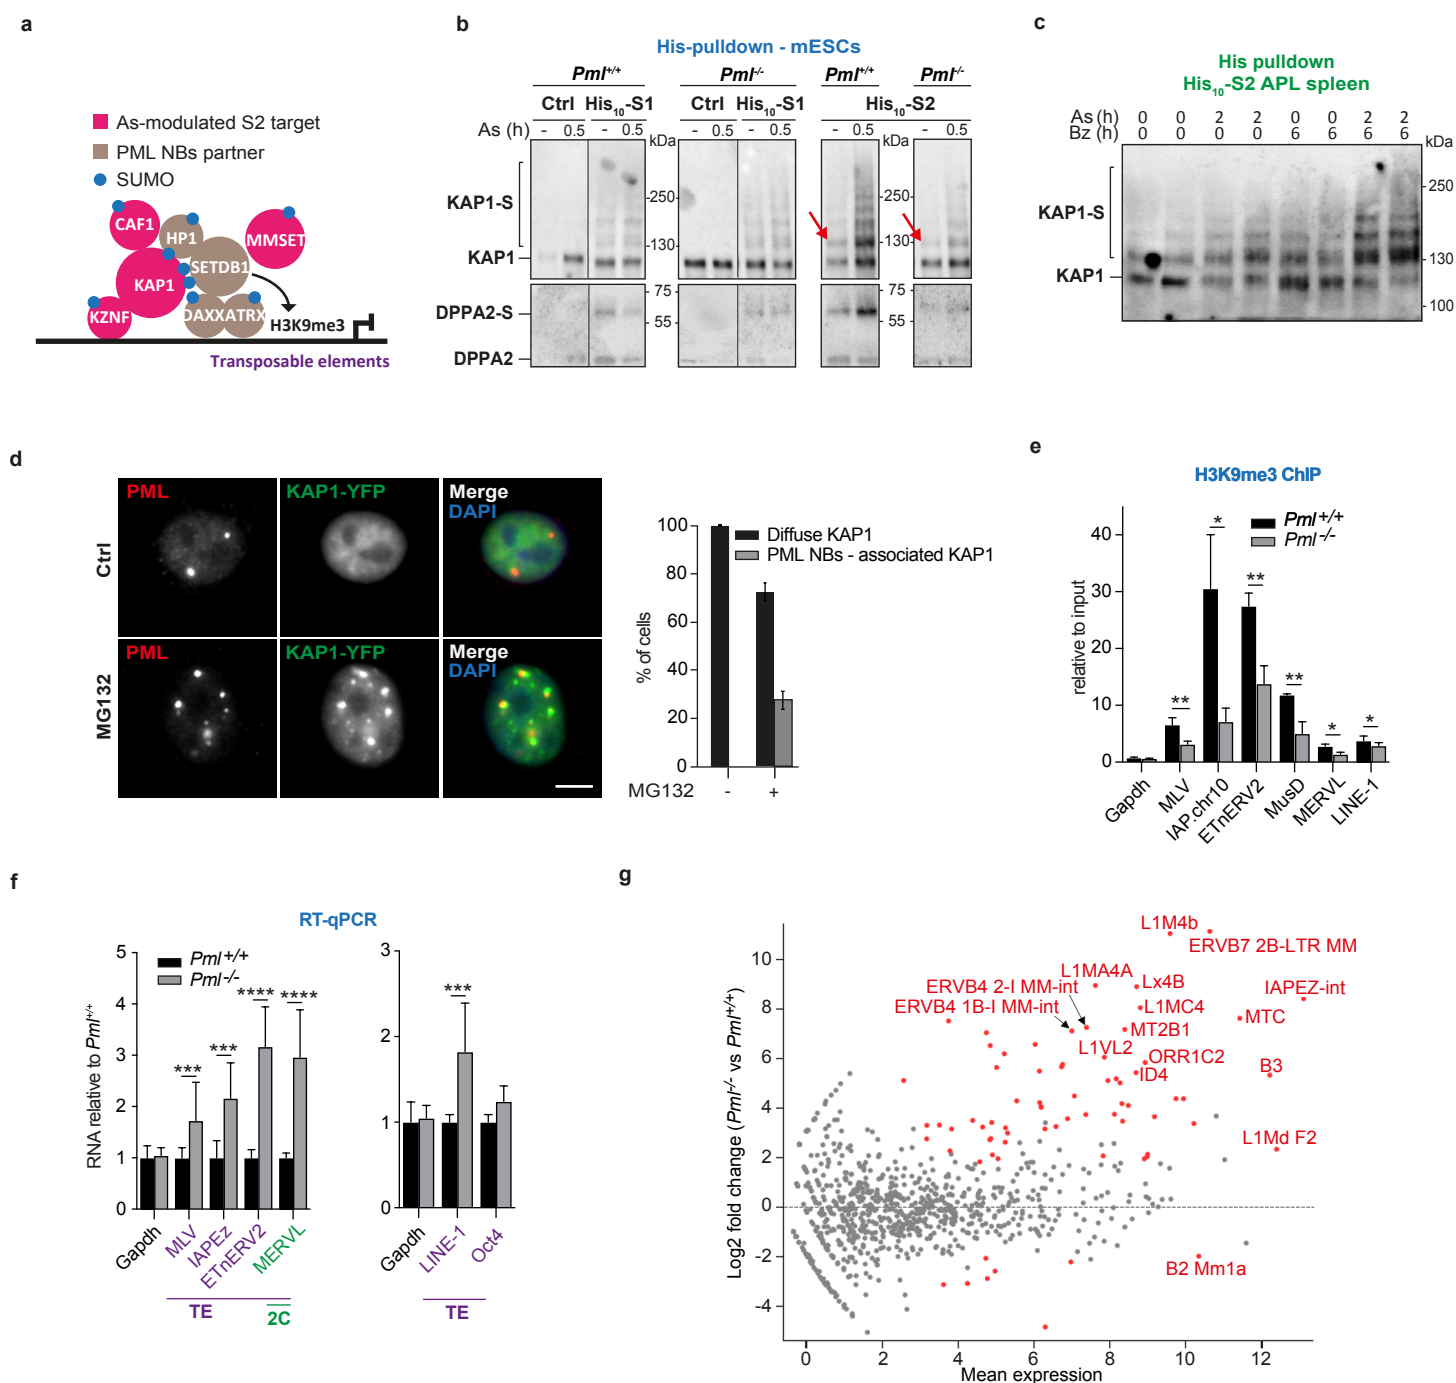 a
As-modulated S2 target
PML NBs partner
SUMO
CAF1
HP1
MMSET
SETDB1
KAP1
KZNF
DAXX
ATRX
H3K9me3
Transposable elements
b
His-pulldown - mESCs
Pml+/+
Pml-/-
Pml+/+
Pml-/-
Ctrl
His10-S1
Ctrl
His10-S1
His10-S2
As (h)
-
0.5
-
0.5
-
0.5
-
0.5
-
0.5
-
0.5
kDa
kDa
KAP1-S
250
250
130
130
KAP1
75
75
DPPA2-S
55
55
DPPA2
c
His pulldown
His10-S2 APL spleen
As (h) 0 0 2 2 0 0 2 2
Bz (h) 0 0 0 0 6 6 6 6
kDa
250
KAP1-S
130
KAP1
100
d
PML
KAP1-YFP
Merge
DAPI
Ctrl
PML
KAP1-YFP
Merge
DAPI
MG132
100
80
60
40
20
0
% of cells
Diffuse KAP1
PML NBs - associated KAP1
MG132
-
+
e
H3K9me3 ChIP
Pml+/+
Pml-/-
40
30
20
10
0
relative to input
*
**
**
**
*
*
Gapdh
MLV
IAP.chr10
ETnERV2
MusD
MERVL
LINE-1
f
RT-qPCR
Pml+/+
Pml-/-
RNA relative to Pml+/+
5
4
3
2
1
0
***
***
****
****
Gapdh
MLV
IAPEz
ETnERV2
MERVL
TE
2C
3
2
1
0
***
Gapdh
LINE-1
Oct4
TE
g
Log2 fold change (Pml-/- vs Pml+/+)
10
8
6
4
2
0
-2
-4
L1M4b
ERVB7 2B-LTR MM
L1MA4A
Lx4B
IAPEZ-int
ERVB4 2-I MM-int
ERVB4 1B-I MM-int
L1MC4
MTC
MT2B1
L1VL2
ORR1C2
B3
ID4
L1Md F2
B2 Mm1a
0
2
4
6
8
10
12
Mean expression